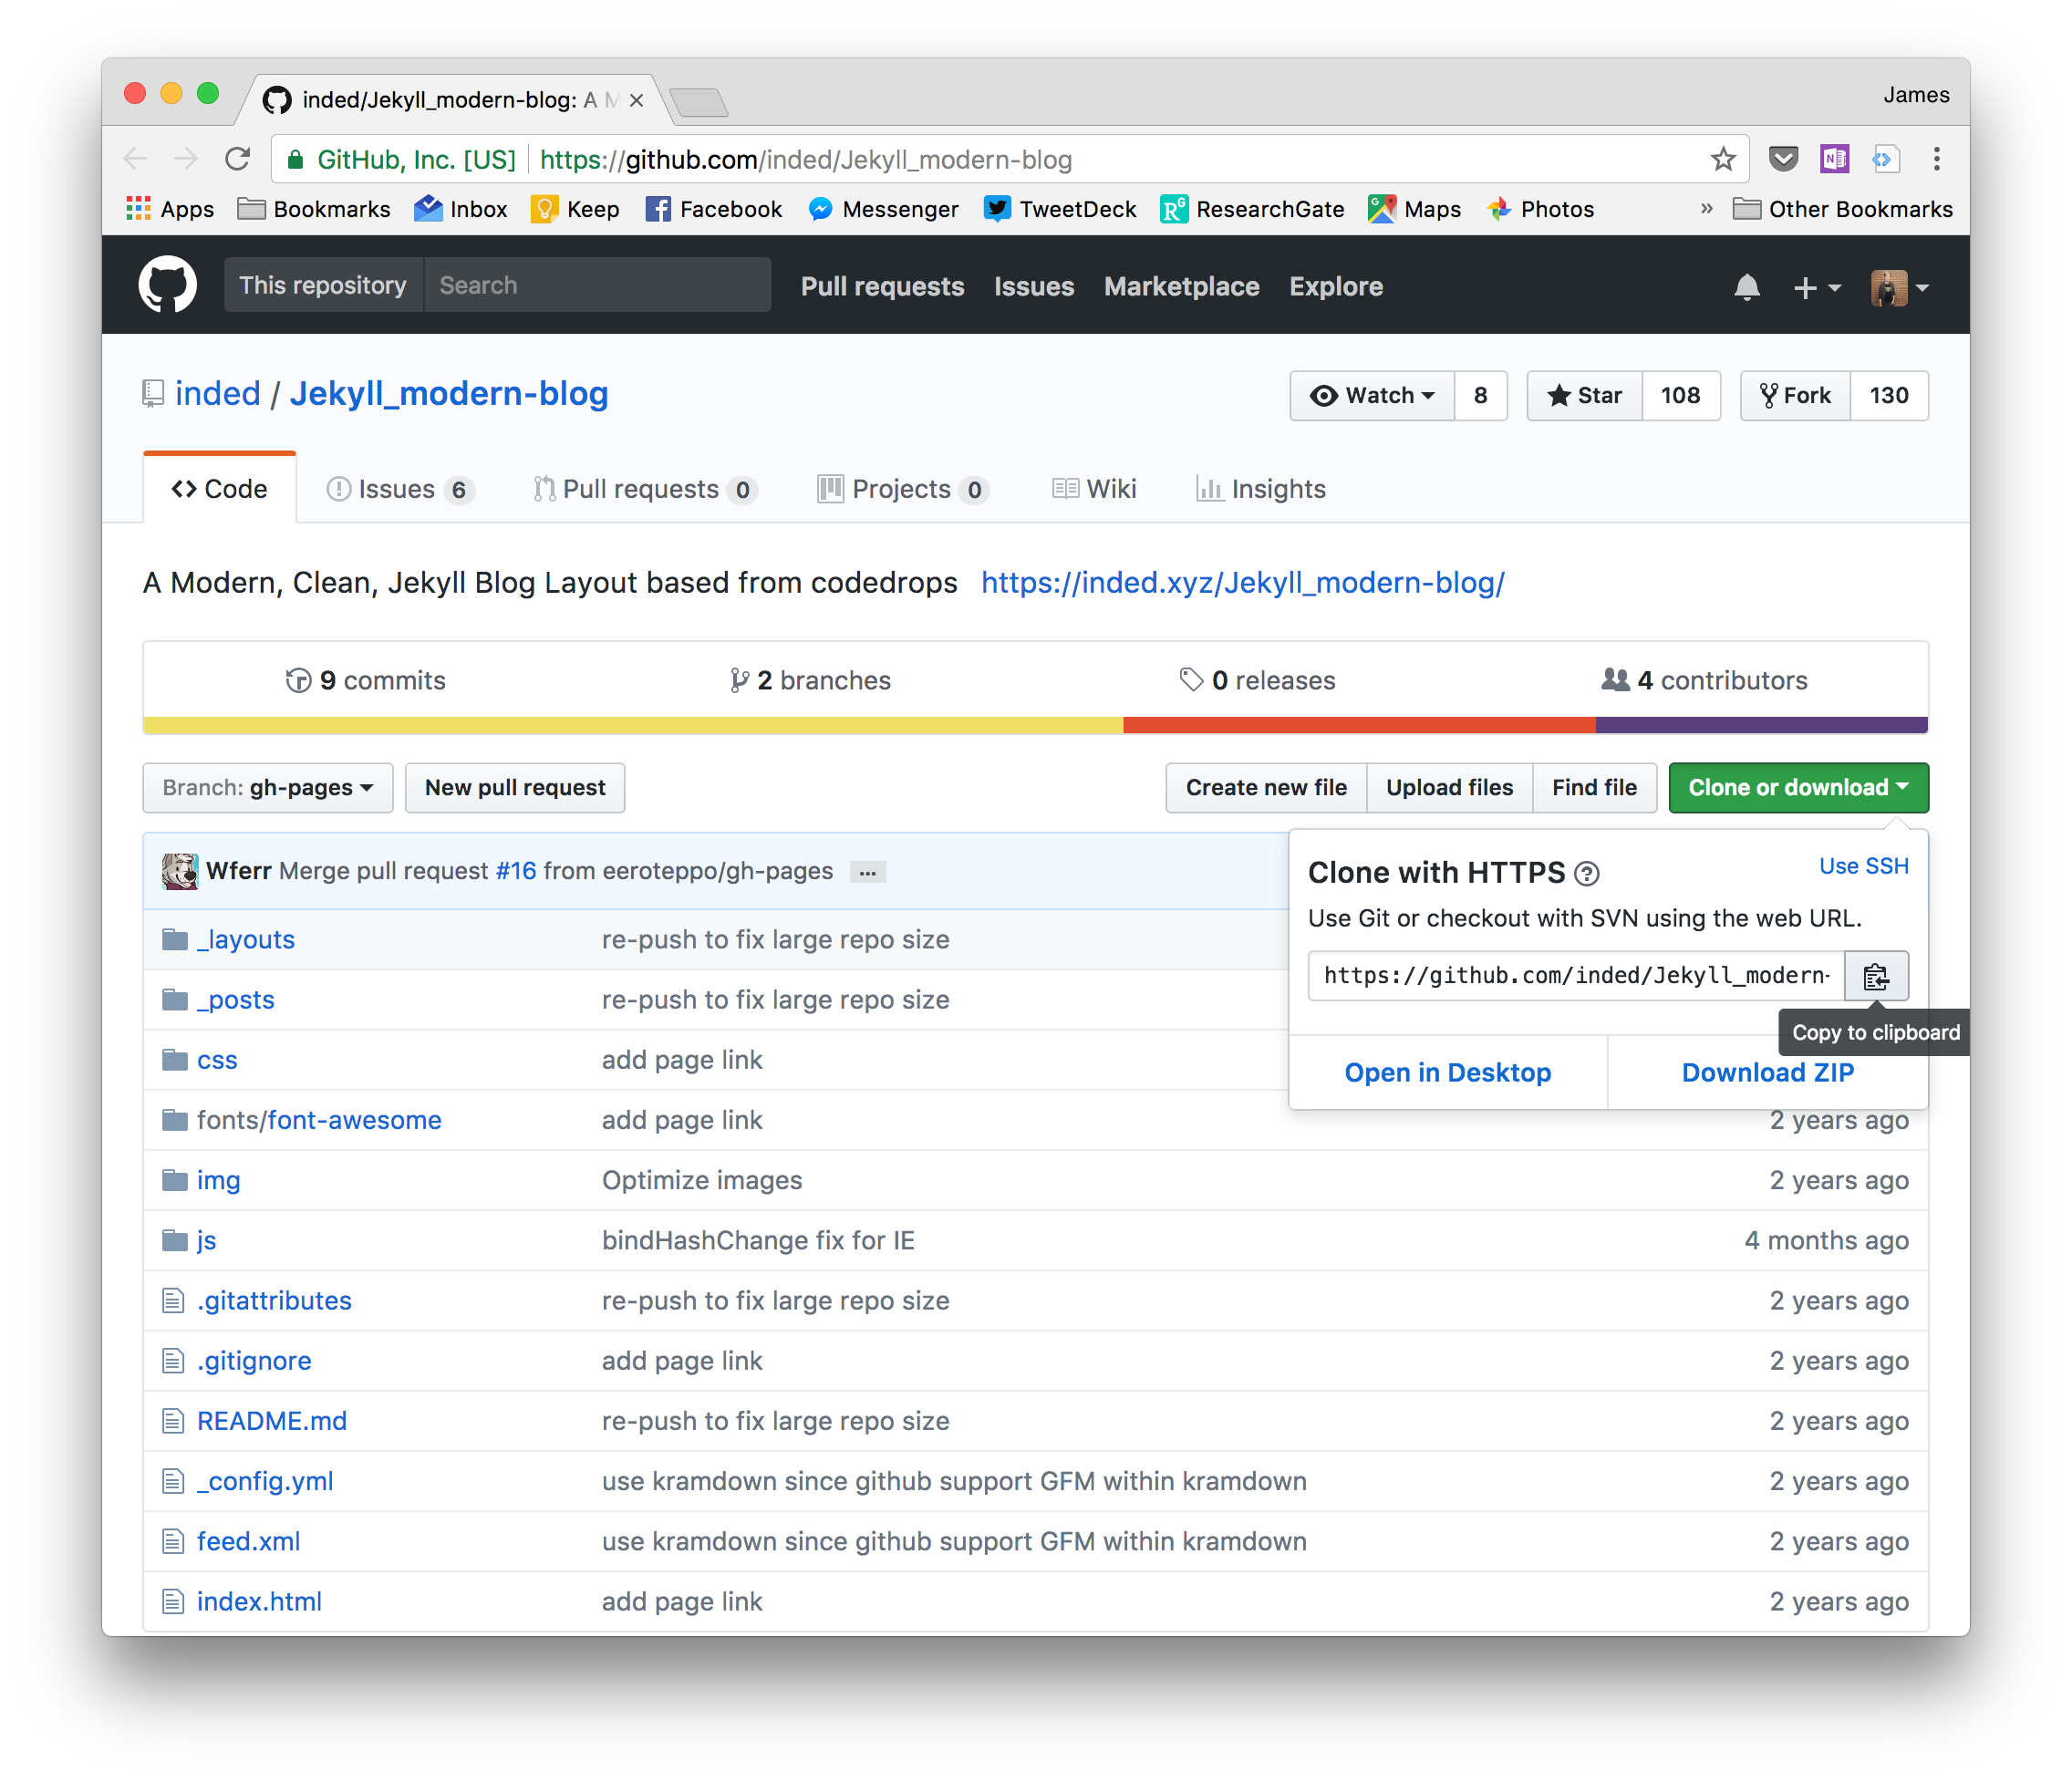 inded/Jekyll_modern-blog: A M
James
GitHub, Inc. [US] https://github.com/inded/Jekyll_modern-blog
Apps Bookmarks Inbox Keep Facebook Messenger TweetDeck ResearchGate Maps Photos » Other Bookmarks
This repository Search Pull requests Issues Marketplace Explore
inded / Jekyll_modern-blog
Watch 8 Star 108 Fork 130
Code Issues 6 Pull requests 0 Projects 0 Wiki Insights
A Modern, Clean, Jekyll Blog Layout based from codedrops https://inded.xyz/Jekyll_modern-blog/
9 commits 2 branches 0 releases 4 contributors
Branch: gh-pages New pull request Create new file Upload files Find file Clone or download
Wferr Merge pull request #16 from eeroteppo/gh-pages …
Clone with HTTPS Use SSH
Use Git or checkout with SVN using the web URL.
https://github.com/inded/Jekyll_modern-
Copy to clipboard
Open in Desktop Download ZIP
_layouts re-push to fix large repo size
_posts re-push to fix large repo size
css add page link
fonts/font-awesome add page link 2 years ago
img Optimize images 2 years ago
js bindHashChange fix for IE 4 months ago
.gitattributes re-push to fix large repo size 2 years ago
.gitignore add page link 2 years ago
README.md re-push to fix large repo size 2 years ago
_config.yml use kramdown since github support GFM within kramdown 2 years ago
feed.xml use kramdown since github support GFM within kramdown 2 years ago
index.html add page link 2 years ago